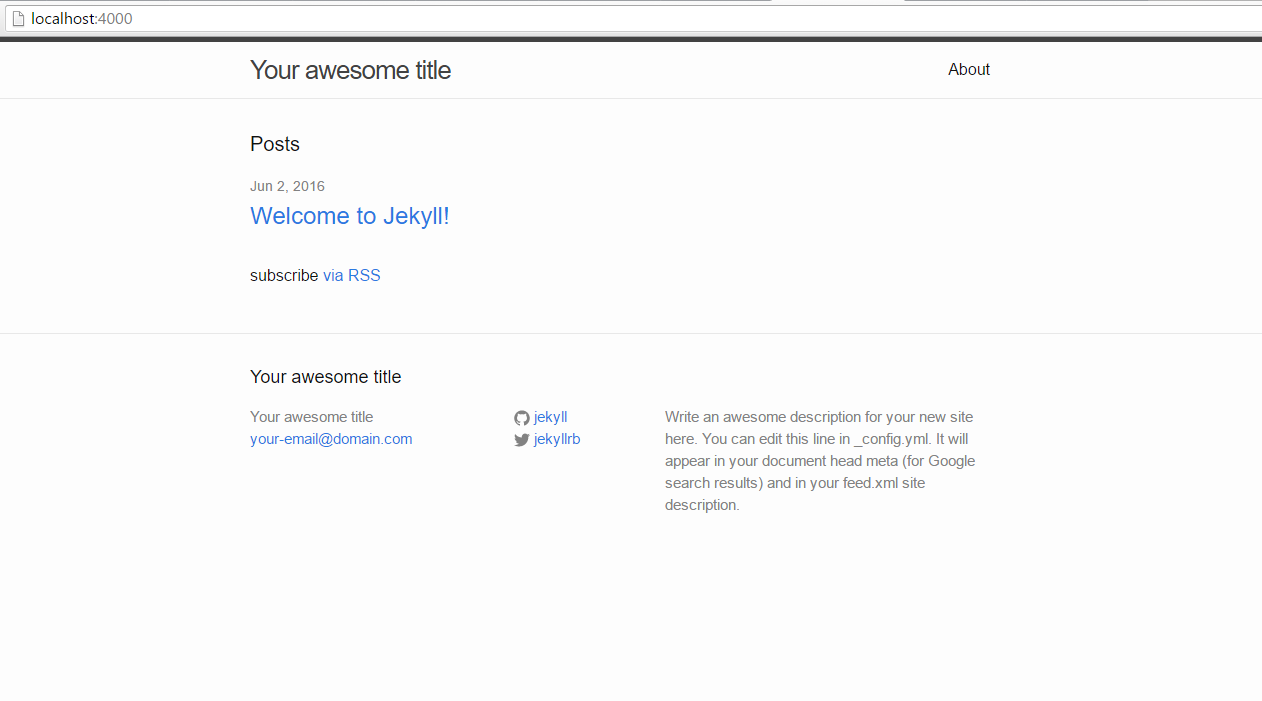 localhost:4000
Your awesome title
About
Posts
Jun 2, 2016
Welcome to Jekyll!
subscribe via RSS
Your awesome title
Your awesome title
your-email@domain.com
jekyll
jekyllrb
Write an awesome description for your new site
here. You can edit this line in _config.yml. It will
appear in your document head meta (for Google
search results) and in your feed.xml site
description.